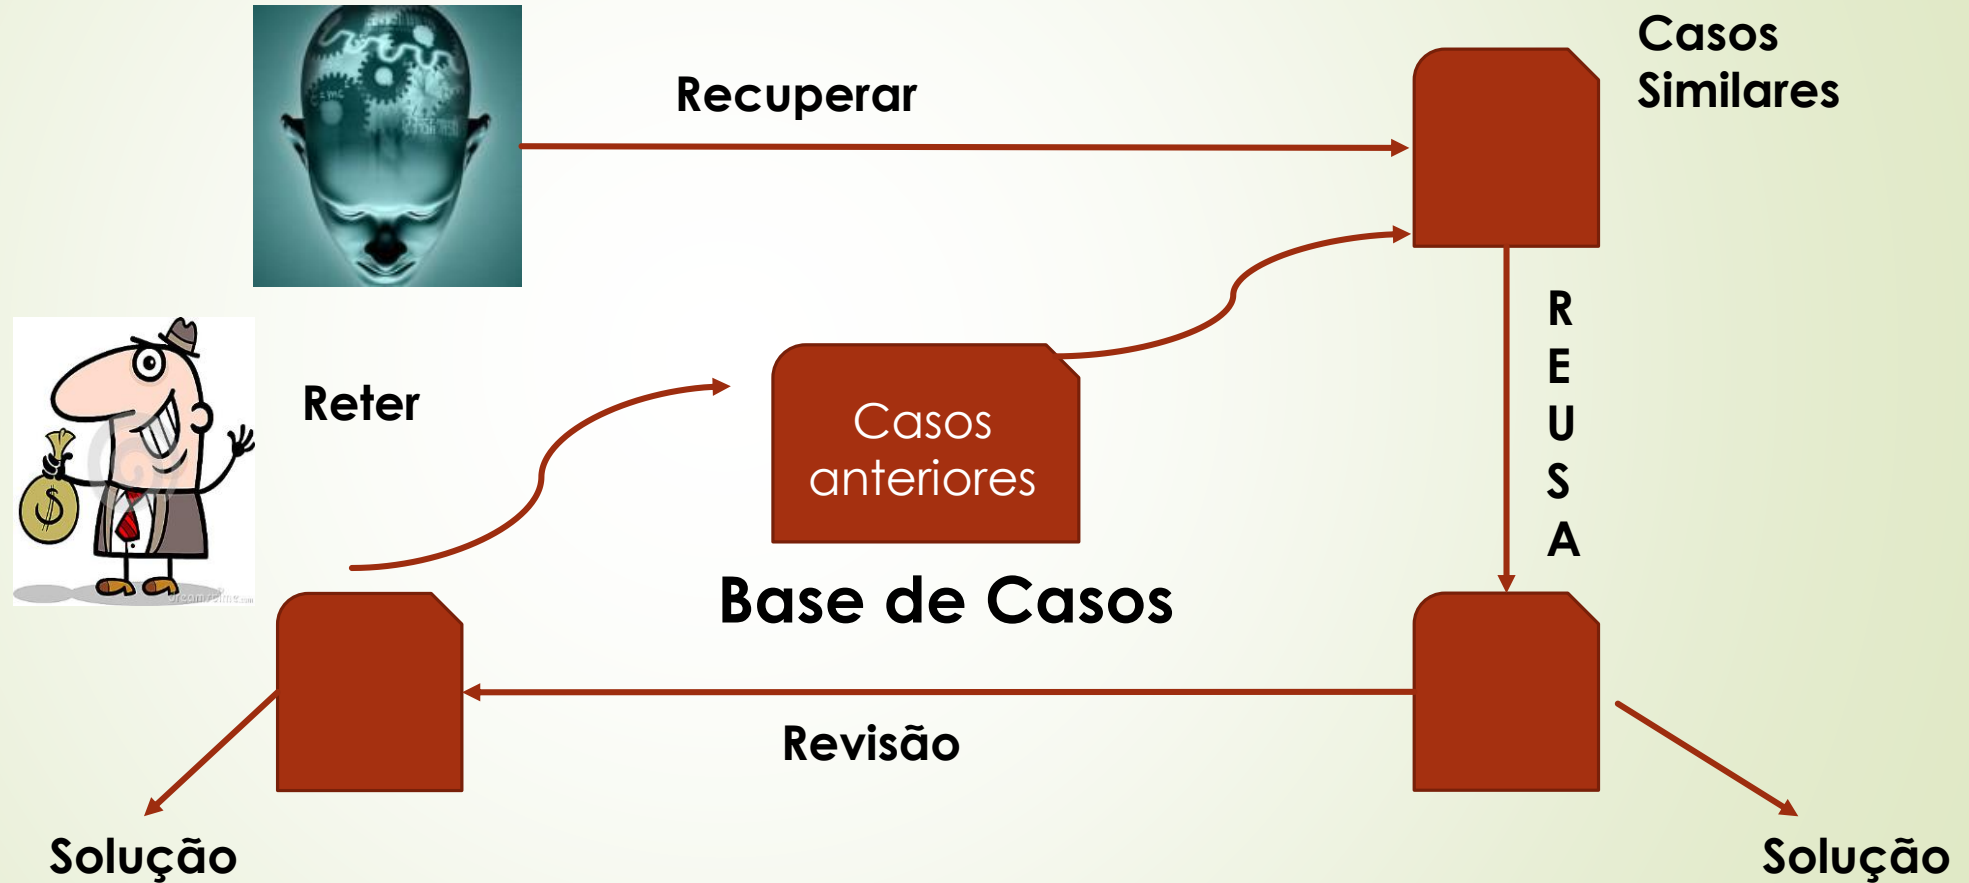 Casos
Similares
Recuperar
R
E
U
S
A
Reter
Casos
anteriores
Base de Casos
Revisão
Solução
Solução
$